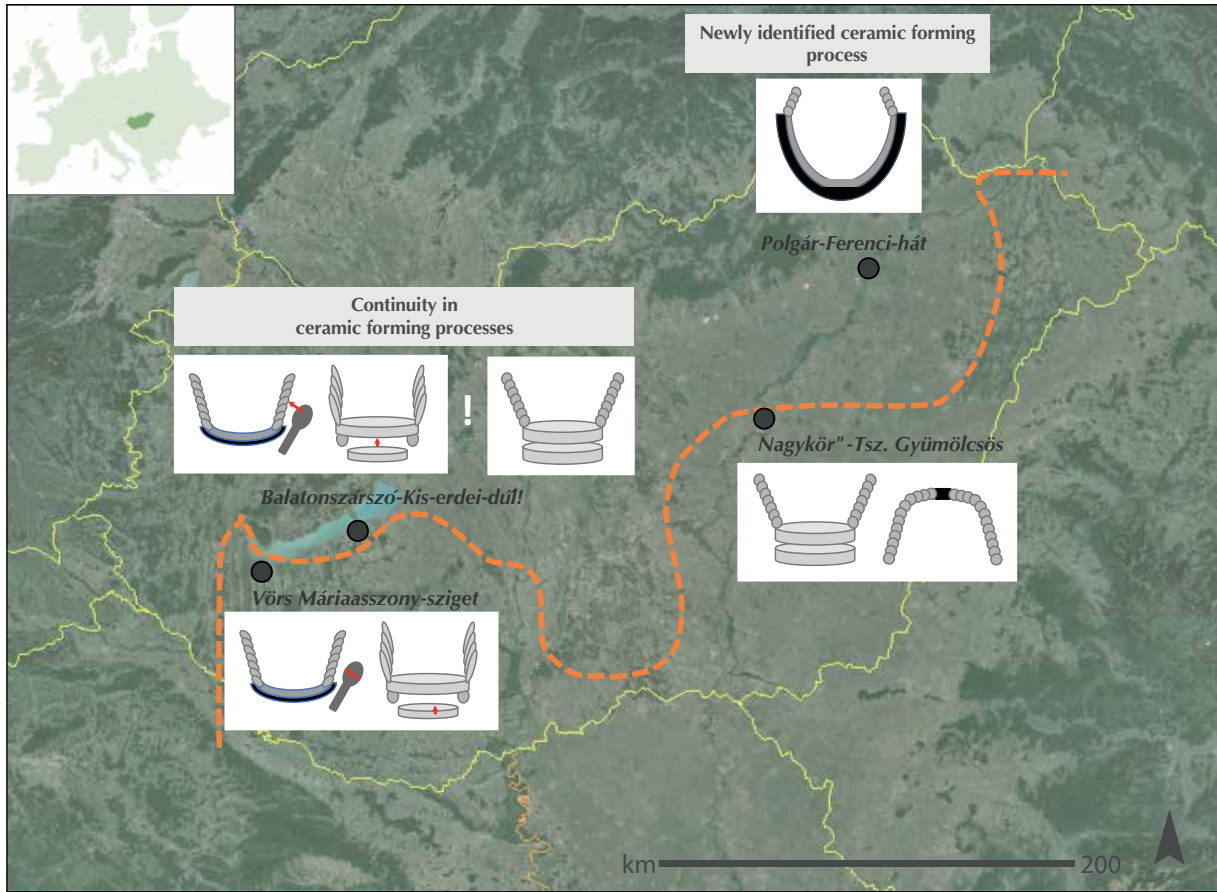 Newly identified ceramic forming
process
Polgár-Ferenci-hát
Continuity in
ceramic forming processes
!
Nagykör"-Tsz. Gyümölcsös
Balatonszárszó-Kis-erdei-dúl!
Vörs Máriaasszony-sziget
km
200